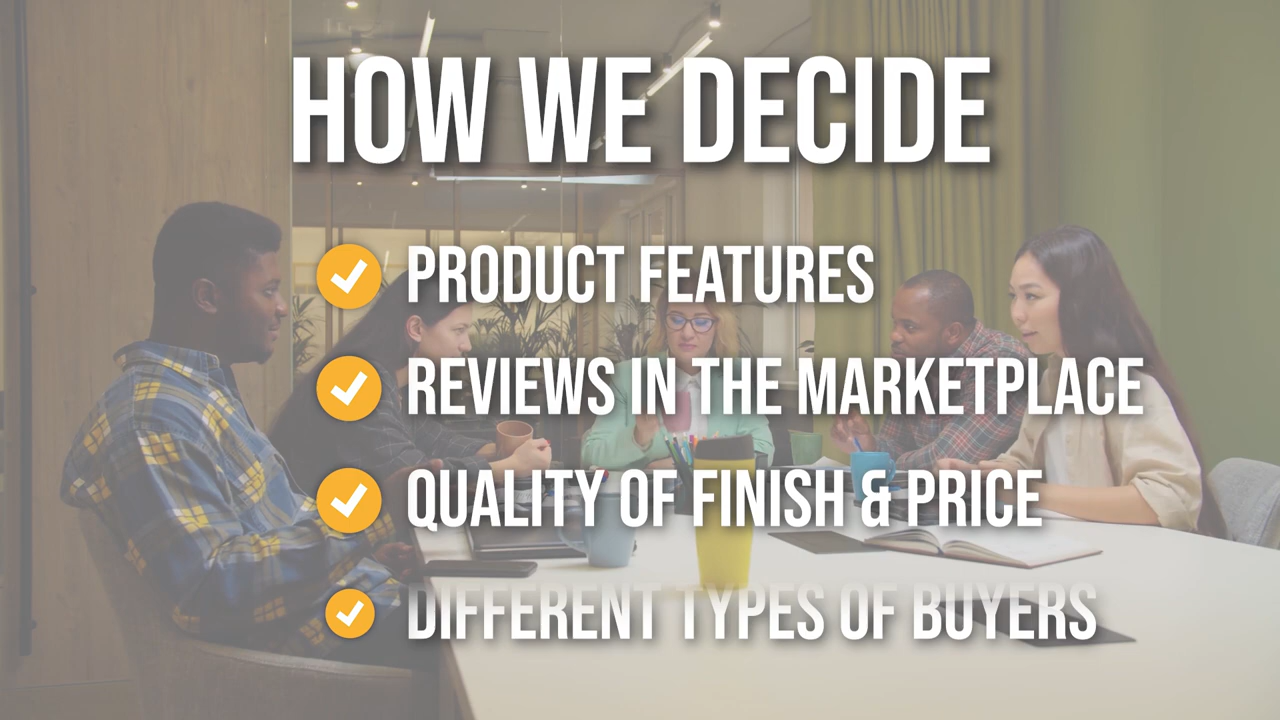 HOW WE DECIDE
PRODUCT FEATURES
REVIEWS IN THE MARKETPLACE
QUALITY OF FINISH & PRICE
DIFFERENT TYPES OF BUYERS